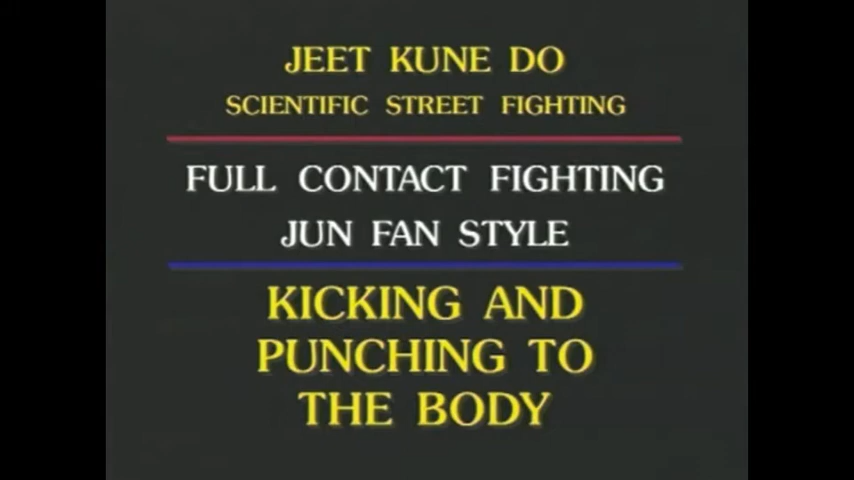 JEET KUNE DO
SCIENTIFIC STREET FIGHTING
FULL CONTACT FIGHTING
JUN FAN STYLE
KICKING AND
PUNCHING TO
THE BODY